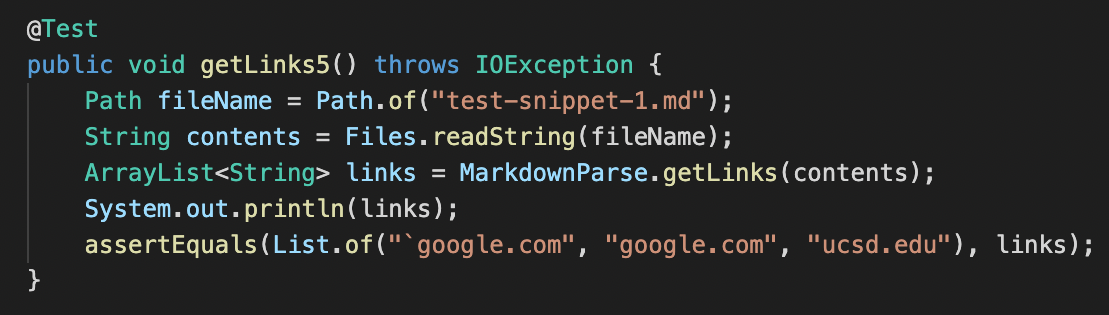 @Test
public void getLinks5() throws IOException {
    Path fileName = Path.of("test-snippet-1.md");
    String contents = Files.readString(fileName);
    ArrayList<String> links = MarkdownParse.getLinks(contents);
    System.out.println(links);
    assertEquals(List.of("`google.com", "google.com", "ucsd.edu"), links);
}